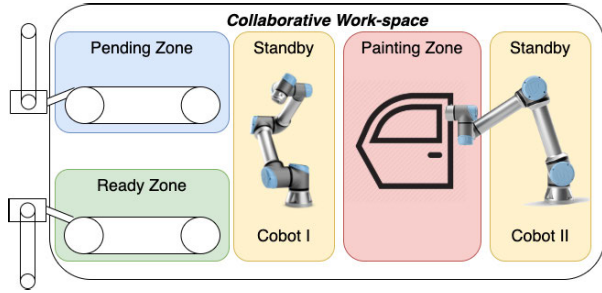 Collaborative Work-space
Pending Zone
Standby
Painting Zone
Standby
Ready Zone
Cobot I
Cobot II